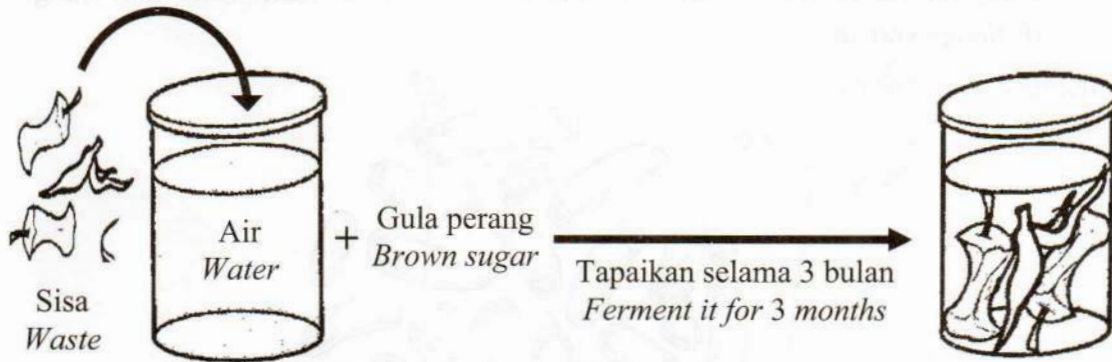 Sisa
Waste
Air
Water
+
Gula perang
Brown sugar
Tapaikan selama 3 bulan
Ferment it for 3 months